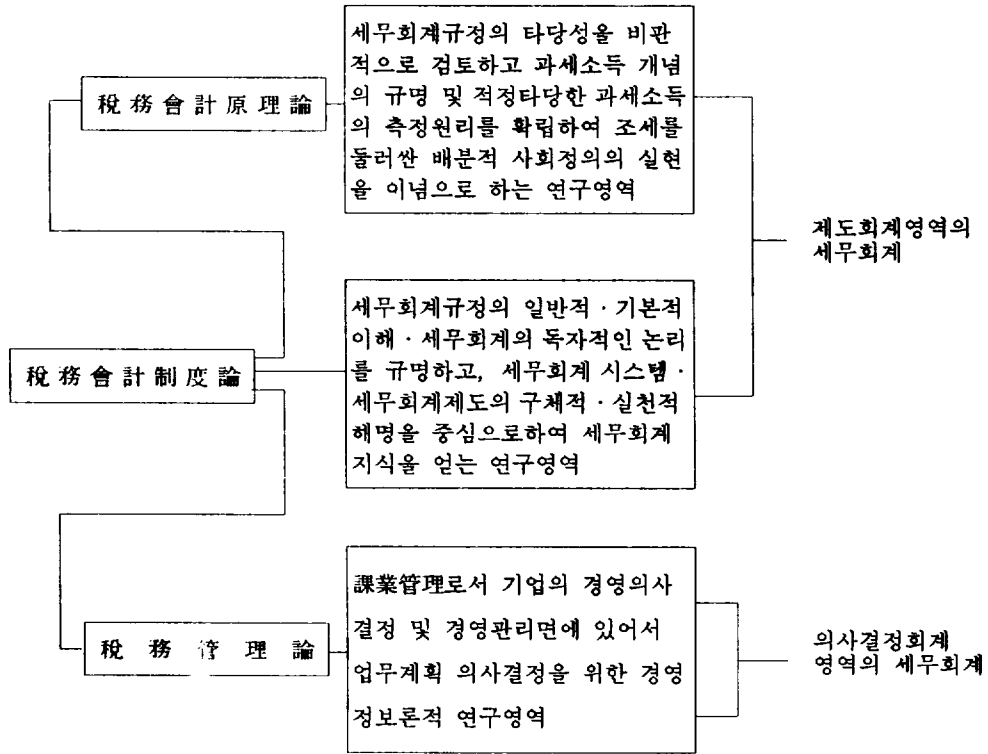 세무회계규정의 타당성을 비판
적으로 검토하고 과세소득 개념
의 규명 및 적정타당한 과세소득
의 측정원리를 확립하여 조세를
둘러싼 배분적 사회정의의 실현
을 이념으로 하는 연구영역
稅務會計原理論
제도회계영역의
세무회계
세무회계규정의 일반적·기본적
이해·세무회계의 독자적인 논리
를 규명하고, 세무회계 시스템·
세무회계제도의 구체적·실천적
해명을 중심으로하여 세무회계
지식을 얻는 연구영역
稅務會計制度論
課業管理로서 기업의 경영의사
결정 및 경영관리면에 있어서
업무계획 의사결정을 위한 경영
정보론적 연구영역
稅務管理論
의사결정회계
영역의 세무회계